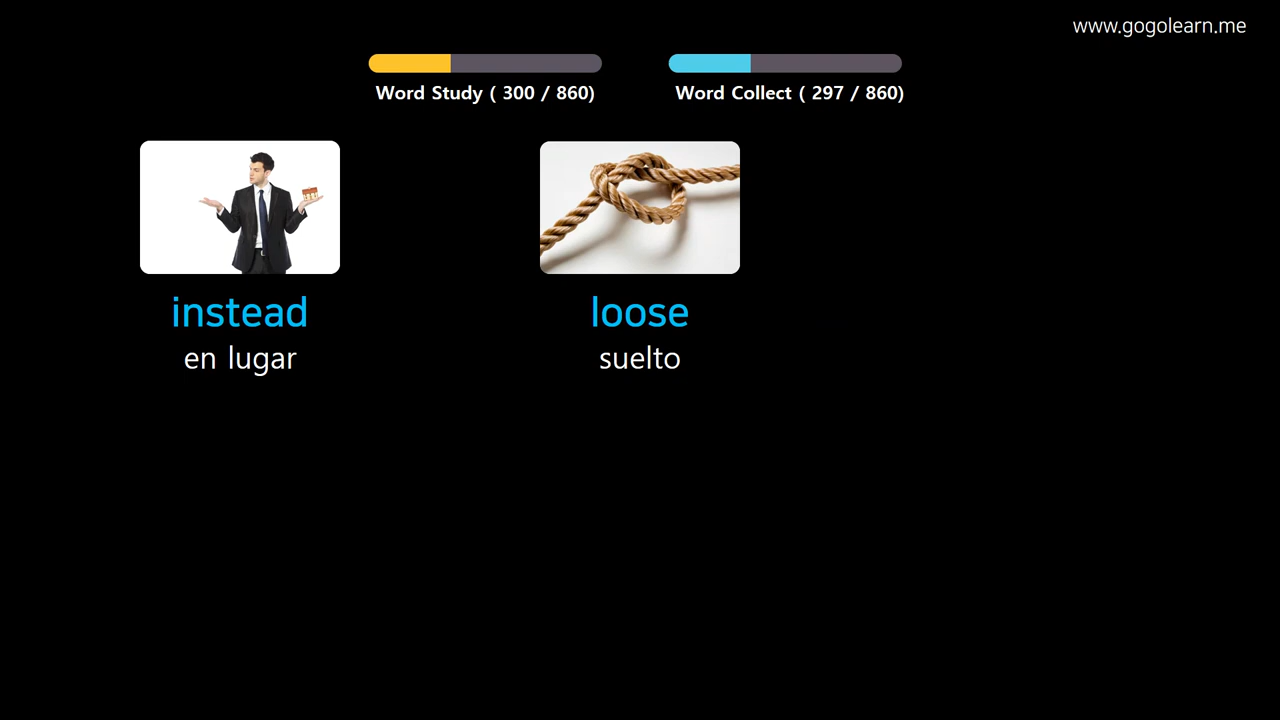 www.gogolearn.me
Word Study ( 300 / 860)
Word Collect ( 297 / 860)
instead
en lugar
loose
suelto